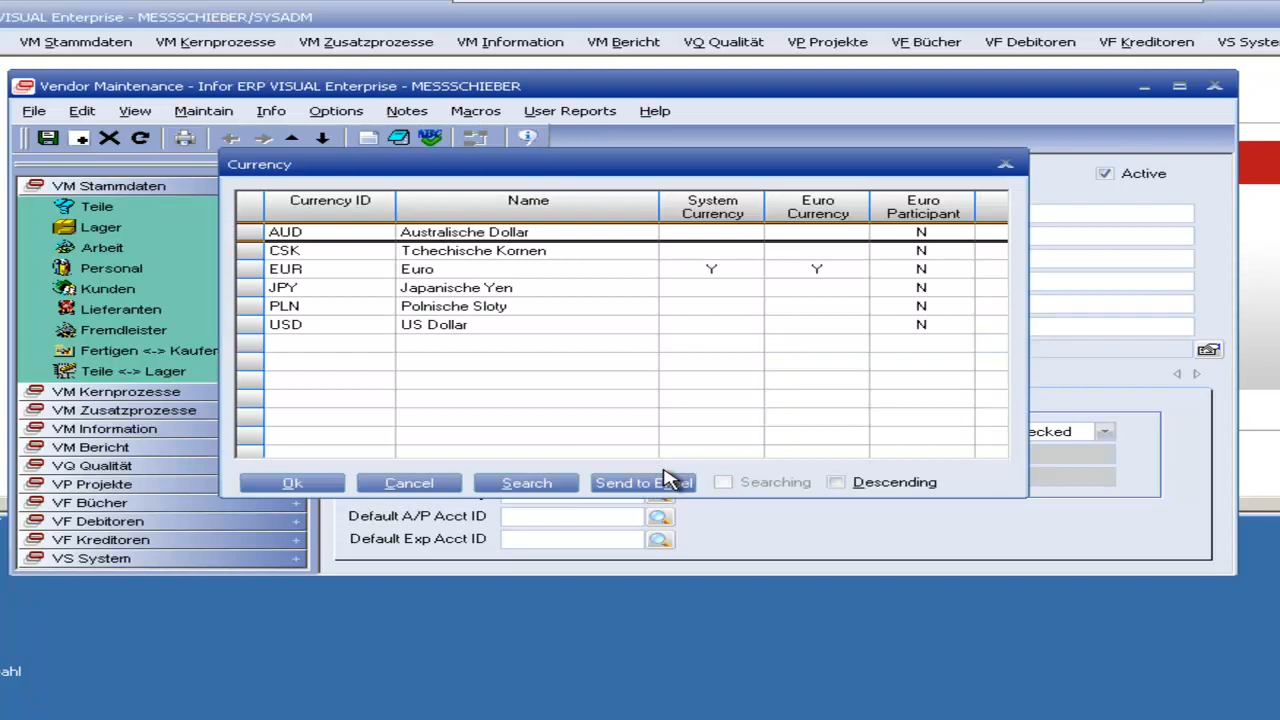 VISUAL Enterprise - MESSSCHIEBER/SYSADM
VM Stammdaten VM Kernprozesse VM Zusatzprozesse VM Information VM Bericht VQ Qualität VP Projekte VE Bücher VF Debitoren VF Kreditoren VS Syste
Vendor Maintenance - Infor ERP VISUAL Enterprise - MESSSCHIEBER
File Edit View Maintain Info Options Notes Macros User Reports Help
Currency
Active
VM Stammdaten
Teile
Lager
Arbeit
Personal
Kunden
Lieferanten
Fremdleister
Fertigen <-> Kaufen
Teile <-> Lager
VM Kernprozesse
VM Zusatzprozesse
VM Information
VM Bericht
VQ Qualität
VP Projekte
VF Bücher
VF Debitoren
VF Kreditoren
VS System
Currency ID Name System Currency Euro Currency Euro Participant
AUD Australische Dollar N
CSK Tchechische Kornen N
EUR Euro Y Y N
JPY Japanische Yen N
PLN Polnische Sloty N
USD US Dollar N
ecked
Ok Cancel Search Send to Excel Searching Descending
Default A/P Acct ID
Default Exp Acct ID
ahl